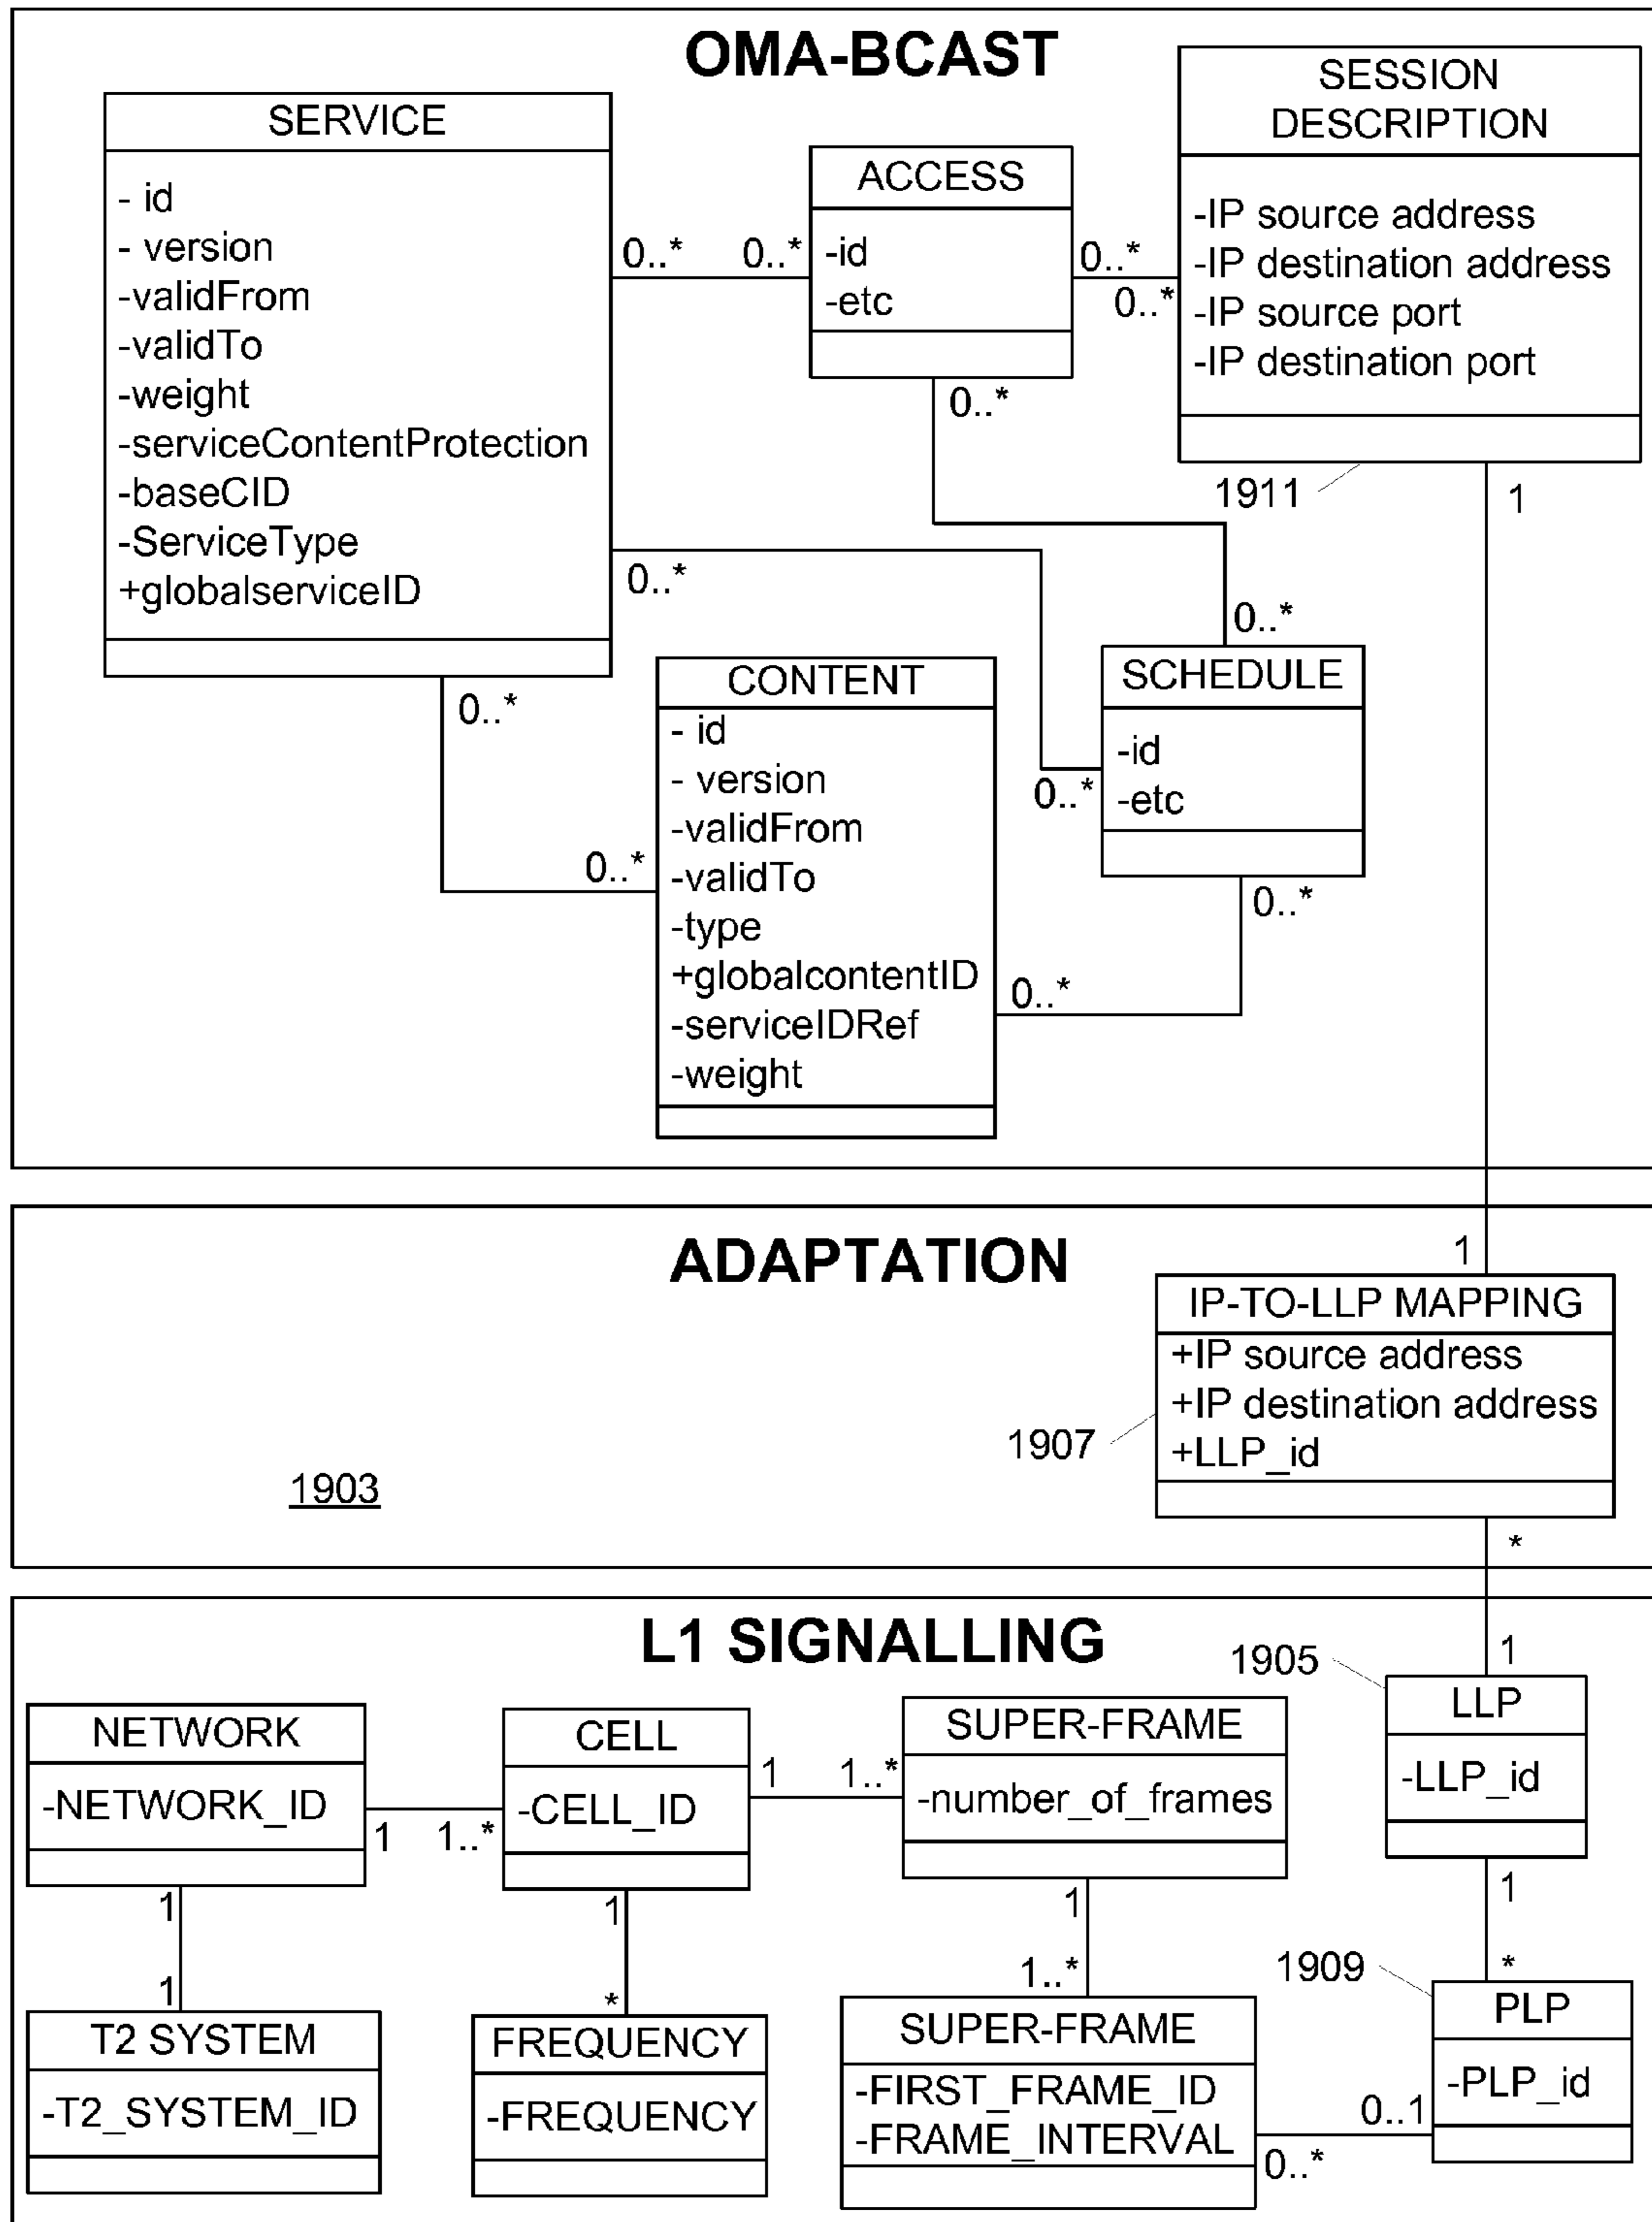 OMA-BCAST
SERVICE
- id
- version
-validFrom
-validTo
-weight
-serviceContentProtection
-baseCID
-ServiceType
+globalserviceID
0..*
0..*
ACCESS
-id
-etc
0..*
0..*
SESSION
DESCRIPTION
-IP source address
-IP destination address
-IP source port
-IP destination port
1911
1
0..*
0..*
0..*
0..*
SCHEDULE
-id
-etc
0..*
0..*
0..*
CONTENT
- id
- version
-validFrom
-validTo
-type
+globalcontentID
-serviceIDRef
-weight
0..*
0..*
ADAPTATION
1903
1
IP-TO-LLP MAPPING
+IP source address
+IP destination address
+LLP_id
1907
*
L1 SIGNALLING
1905
1
LLP
-LLP_id
1
NETWORK
-NETWORK_ID
1
1..*
CELL
-CELL_ID
1
1..*
SUPER-FRAME
-number_of_frames
1
1
T2 SYSTEM
-T2_SYSTEM_ID
1
*
FREQUENCY
-FREQUENCY
1
1..*
SUPER-FRAME
-FIRST_FRAME_ID
-FRAME_INTERVAL
0..*
0..1
1909
*
PLP
-PLP_id